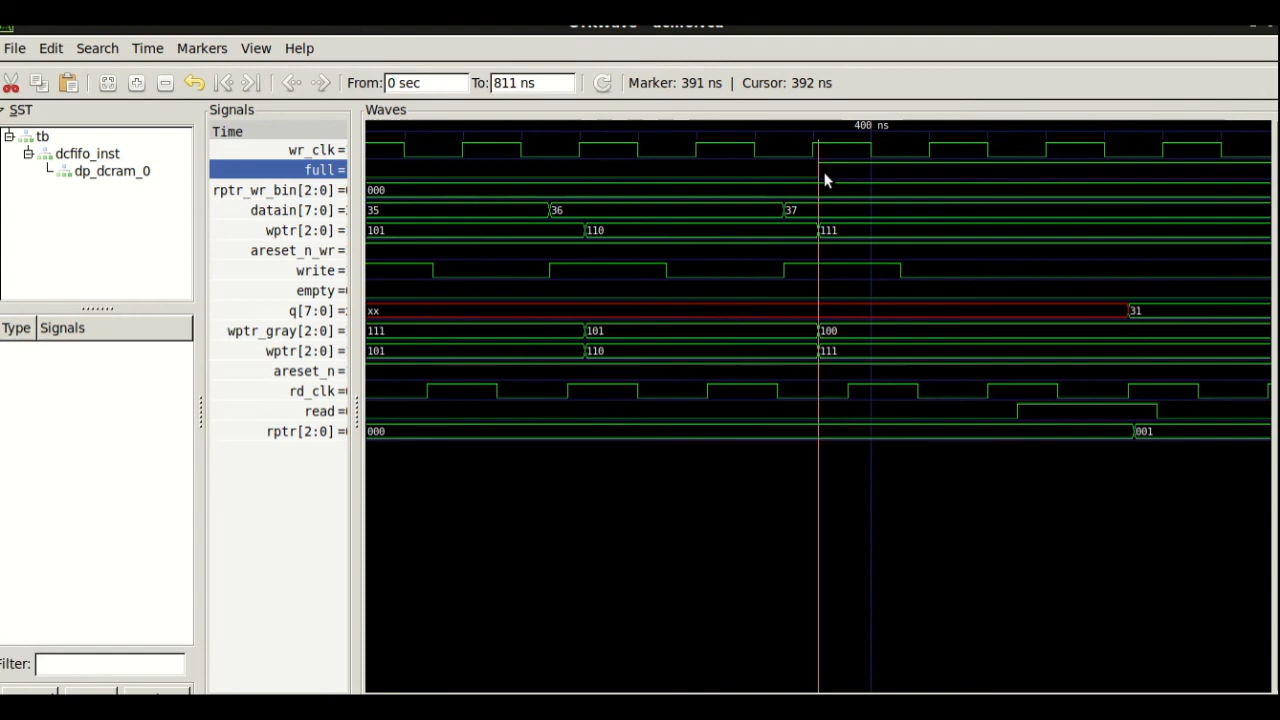 File Edit Search Time Markers View Help
From: 0 sec To: 811 ns Marker: 391 ns | Cursor: 392 ns
SST
tb
dcfifo_inst
dp_dcram_0
Type Signals
Filter:
Signals
Time
wr_clk=
full=
rptr_wr_bin[2:0]=
datain[7:0]=
wptr[2:0]=
areset_n_wr
write=
empty=
q[7:0]=
wptr_gray[2:0]=
wptr[2:0]=
areset_n=
rd_clk=
read=
rptr[2:0]=
Waves
400 ns
000
35 36 37
101 110 111
xx 31
111 101 100
101 110 111
000 001